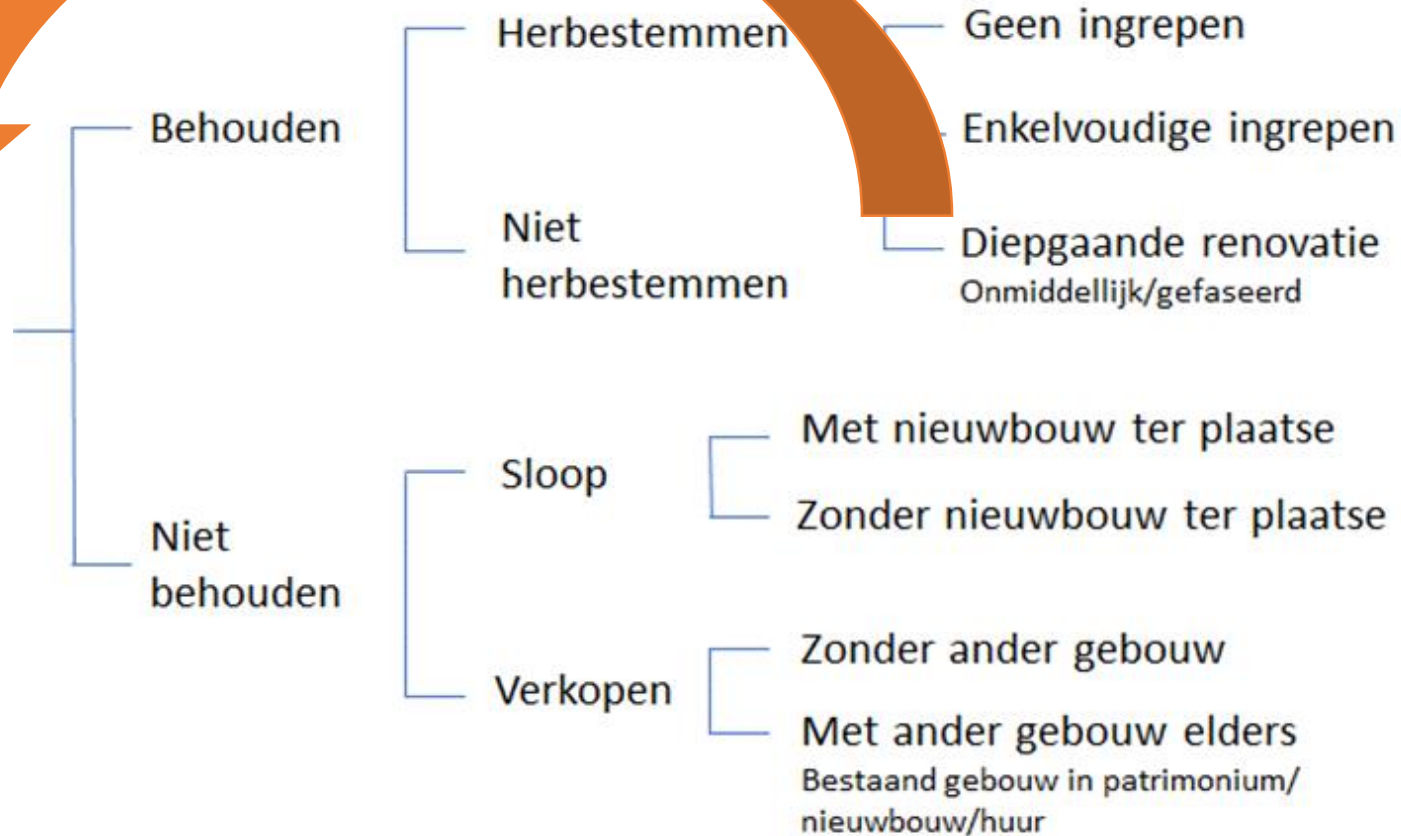 Behouden
Herbestemmen
Niet
herbestemmen
Geen ingrepen
Enkelvoudige ingrepen
Diepgaande renovatie
Onmiddellijk/gefaseerd
Niet
behouden
Sloop
Met nieuwbouw ter plaatse
Zonder nieuwbouw ter plaatse
Verkopen
Zonder ander gebouw
Met ander gebouw elders
Bestaand gebouw in patrimonium/
nieuwbouw/huur